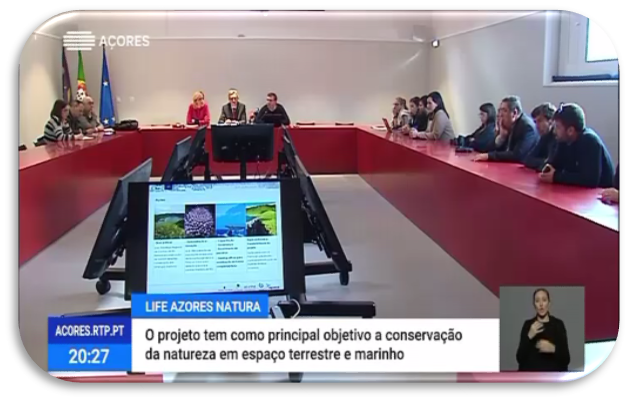 AÇORES
LIFE AZORES NATURA
ACORES.RTP.PT
O projeto tem como principal objetivo a conservação
da natureza em espaço terrestre e marinho
20:27